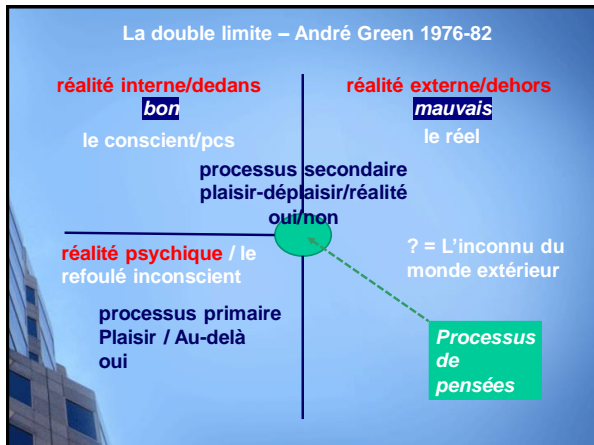 La double limite – André Green 1976-82
réalité interne/dedans
bon
le conscient/pcs
réalité externe/dehors
mauvais
le réel
processus secondaire
plaisir-déplaisir/réalité
oui/non
réalité psychique / le
refoulé inconscient
processus primaire
Plaisir / Au-delà
oui
? = L'inconnu du
monde extérieur
Processus
de
pensées